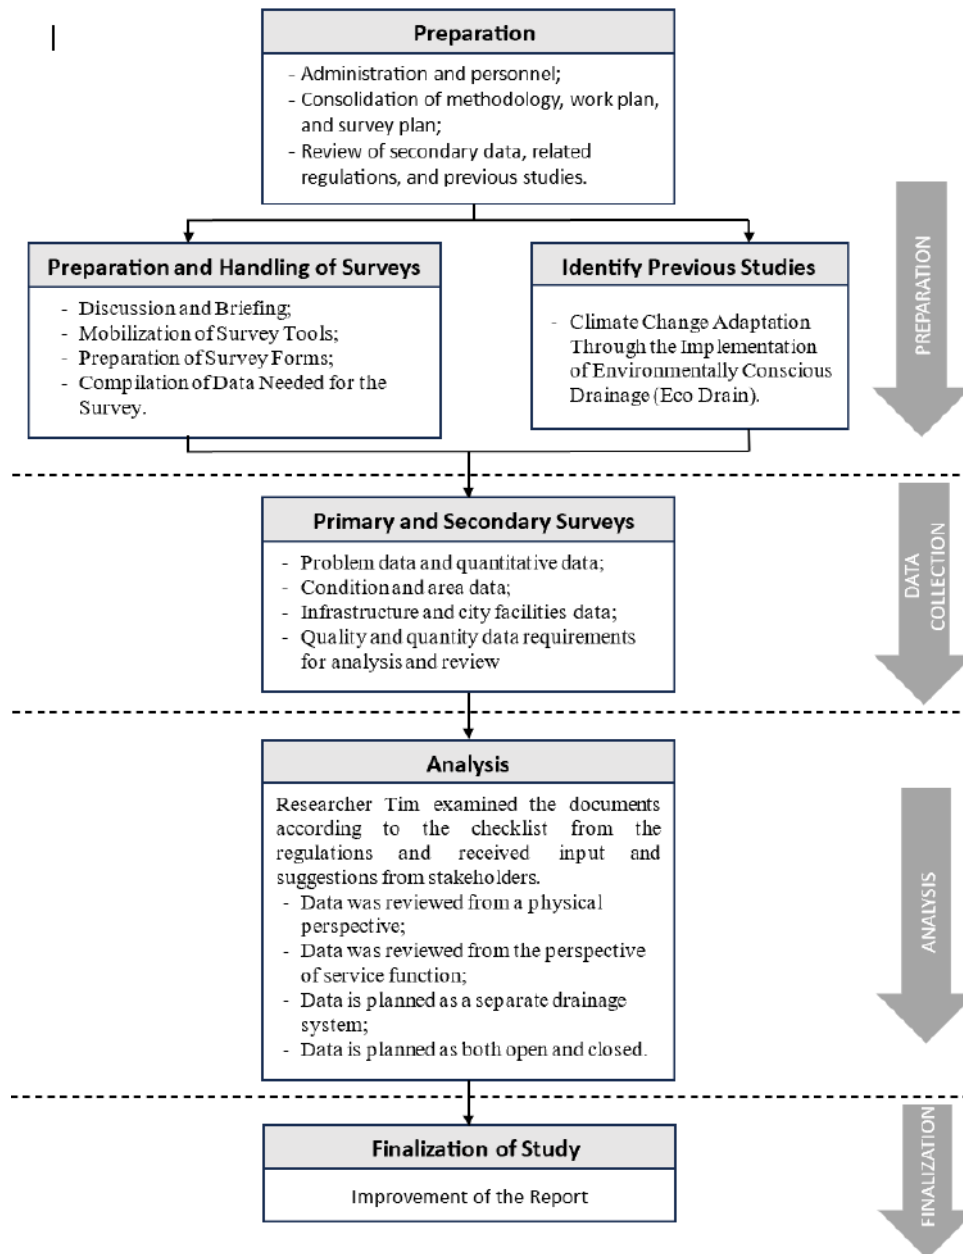 Preparation
- Administration and personnel;
- Consolidation of methodology, work plan,
and survey plan;
- Review of secondary data, related
regulations, and previous studies.
PREPARATION
Preparation and Handling of Surveys
- Discussion and Briefing;
- Mobilization of Survey Tools;
- Preparation of Survey Forms;
- Compilation of Data Needed for the
Survey.
Identify Previous Studies
- Climate Change Adaptation
Through the Implementation
of Environmentally Conscious
Drainage (Eco Drain).
Primary and Secondary Surveys
- Problem data and quantitative data;
- Condition and area data;
- Infrastructure and city facilities data;
- Quality and quantity data requirements
for analysis and review
DATA
COLLECTION
Analysis
Researcher Tim examined the documents
according to the checklist from the
regulations and received input and
suggestions from stakeholders.
- Data was reviewed from a physical
perspective;
- Data was reviewed from the perspective
of service function;
- Data is planned as a separate drainage
system;
- Data is planned as both open and closed.
ANALYSIS
Finalization of Study
Improvement of the Report
FINALIZATION